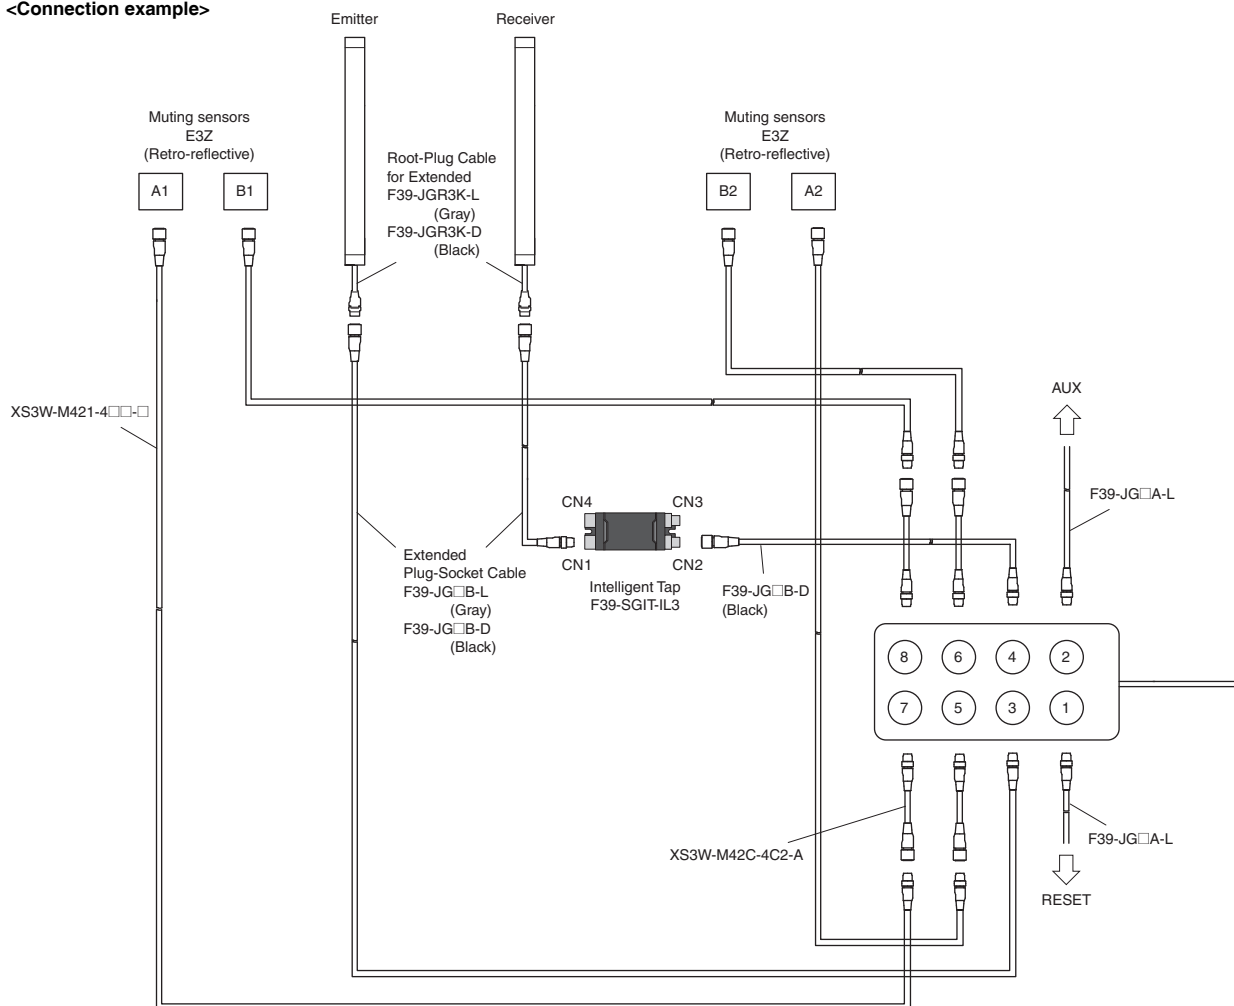 <Connection example>
Emitter
Receiver
Muting sensors
E3Z
(Retro-reflective)
A1
B1
Root-Plug Cable
for Extended
F39-JGR3K-L
(Gray)
F39-JGR3K-D
(Black)
Muting sensors
E3Z
(Retro-reflective)
B2
A2
XS3W-M421-4□□-□
AUX
F39-JG□A-L
CN4
CN3
CN1
CN2
Intelligent Tap
F39-SGIT-IL3
Extended
Plug-Socket Cable
F39-JG□B-L
(Gray)
F39-JG□B-D
(Black)
F39-JG□B-D
(Black)
8
6
4
2
7
5
3
1
XS3W-M42C-4C2-A
F39-JG□A-L
RESET